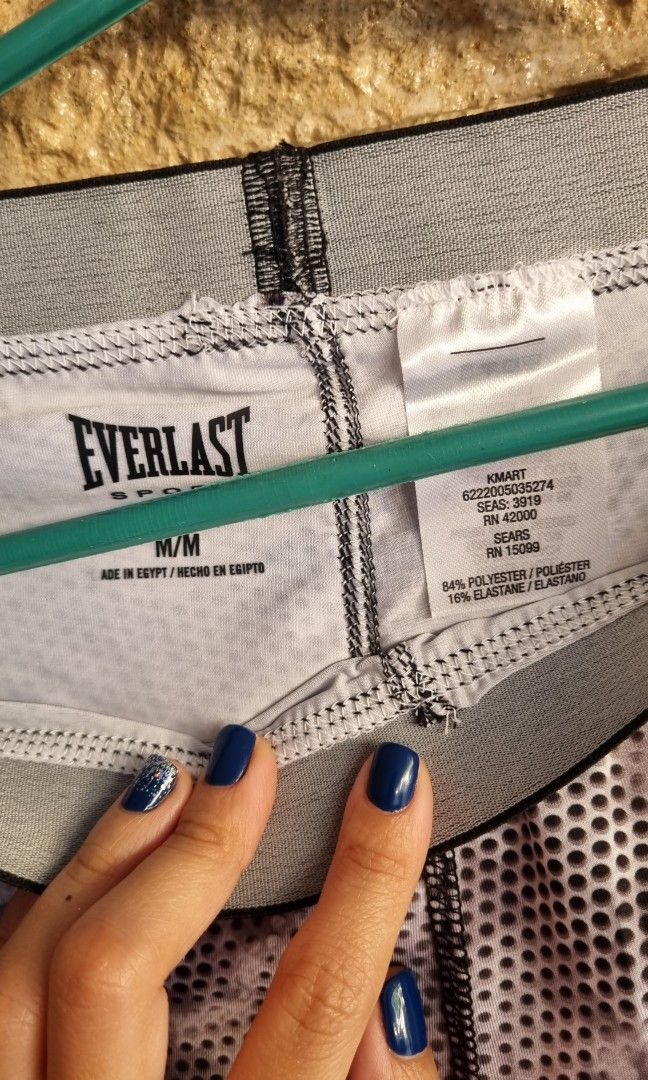 EVERLAST
M/M
ADE IN EGYPT / HECHO EN EGIPTO
KMART
6222005035274
SEAS: 3919
RN 42000
SEARS
RN 15099
84% POLYESTER / POLIÉSTER
16% ELASTANE / ELASTANO